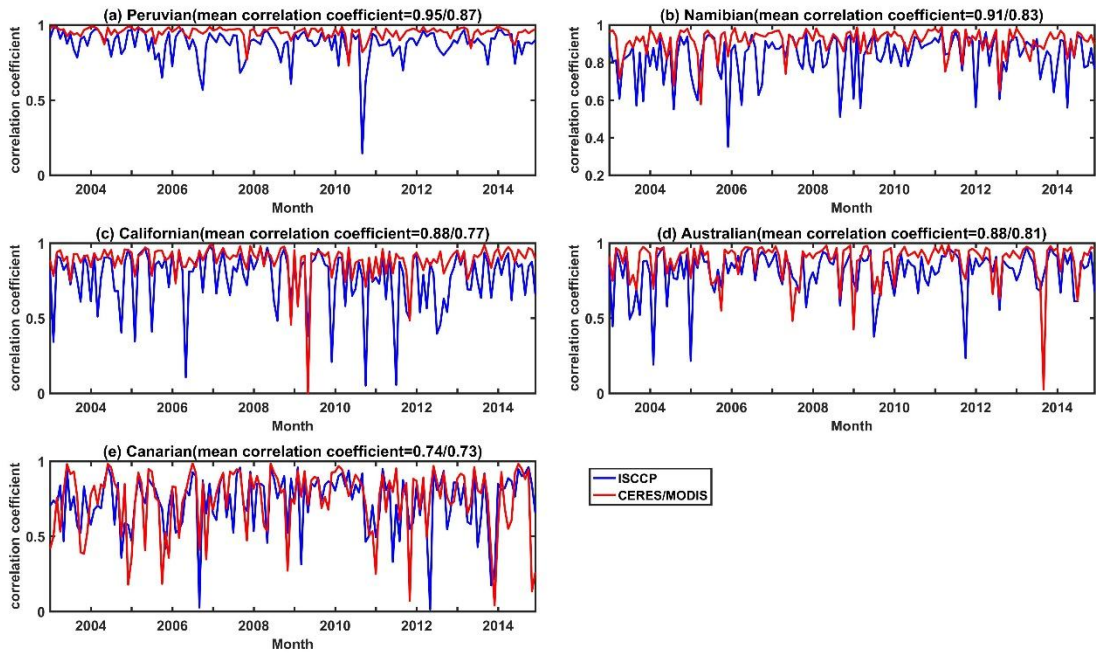 (a) Peruvian(mean correlation coefficient=0.95/0.87)
correlation coefficient
1
0.5
0
2004 2006 2008 2010 2012 2014
Month
(b) Namibian(mean correlation coefficient=0.91/0.83)
correlation coefficient
1
0.8
0.6
0.4
0.2
2004 2006 2008 2010 2012 2014
Month
(c) Californian(mean correlation coefficient=0.88/0.77)
correlation coefficient
1
0.5
0
2004 2006 2008 2010 2012 2014
Month
(d) Australian(mean correlation coefficient=0.88/0.81)
correlation coefficient
1
0.5
0
2004 2006 2008 2010 2012 2014
Month
(e) Canarian(mean correlation coefficient=0.74/0.73)
correlation coefficient
1
0.5
0
2004 2006 2008 2010 2012 2014
Month
ISCCP
CERES/MODIS